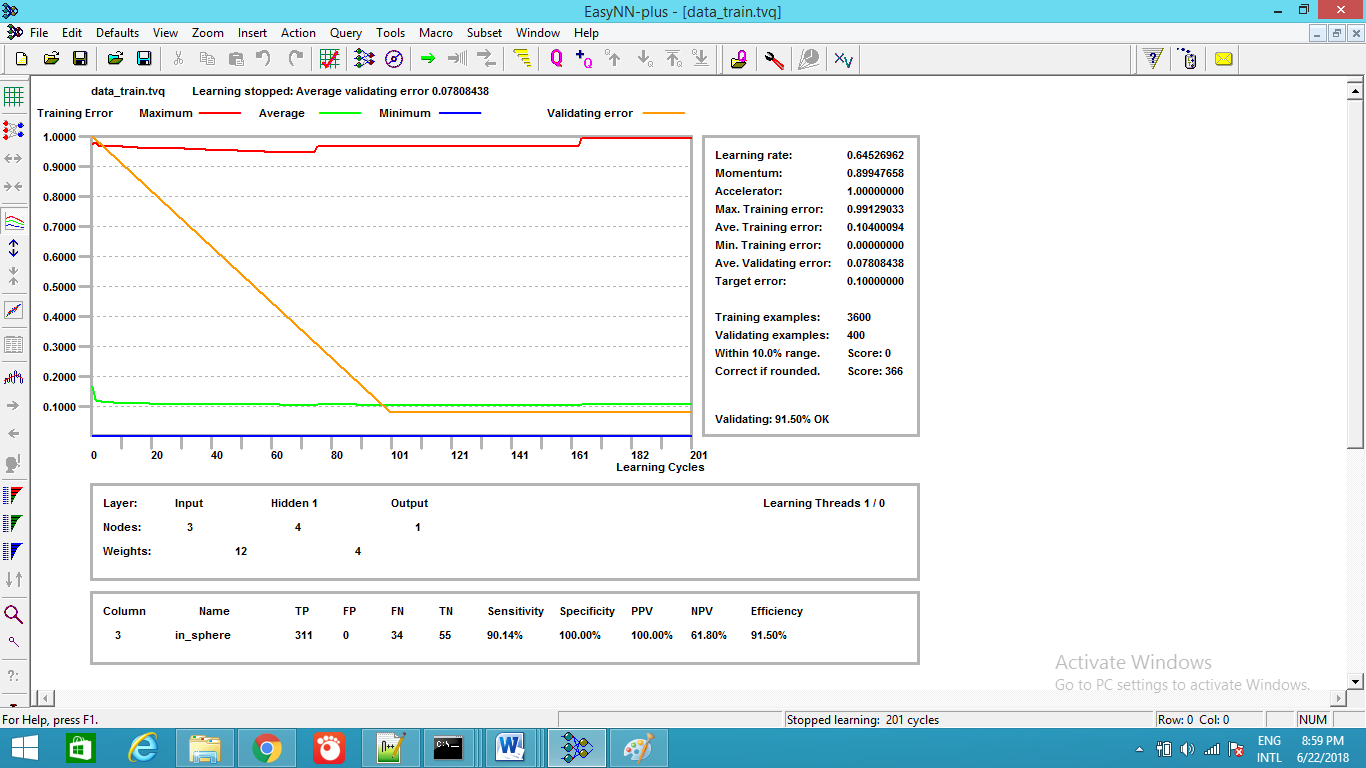 EasyNN-plus - [data_train.tvq]
File Edit Defaults View Zoom Insert Action Query Tools Macro Subset Window Help
data_train.tvq Learning stopped: Average validating error 0.07808438
Training Error Maximum Average Minimum Validating error
1.0000
0.9000
0.8000
0.7000
0.6000
0.5000
0.4000
0.3000
0.2000
0.1000
0 20 40 60 80 101 121 141 161 182 201
Learning Cycles
Learning rate: 0.64526962
Momentum: 0.89947658
Accelerator: 1.00000000
Max. Training error: 0.99129033
Ave. Training error: 0.10400094
Min. Training error: 0.00000000
Ave. Validating error: 0.07808438
Target error: 0.10000000
Training examples: 3600
Validating examples: 400
Within 10.0% range. Score: 0
Correct if rounded. Score: 366
Validating: 91.50% OK
Layer: Input Hidden 1 Output Learning Threads 1 / 0
Nodes: 3 4 1
Weights: 12 4
Column Name TP FP FN TN Sensitivity Specificity PPV NPV Efficiency
3 in_sphere 311 0 34 55 90.14% 100.00% 100.00% 61.80% 91.50%
Activate Windows
Go to PC settings to activate Windows.
For Help, press F1. Stopped learning: 201 cycles Row: 0 Col: 0 NUM
ENG 8:59 PM
INTL 6/22/2018